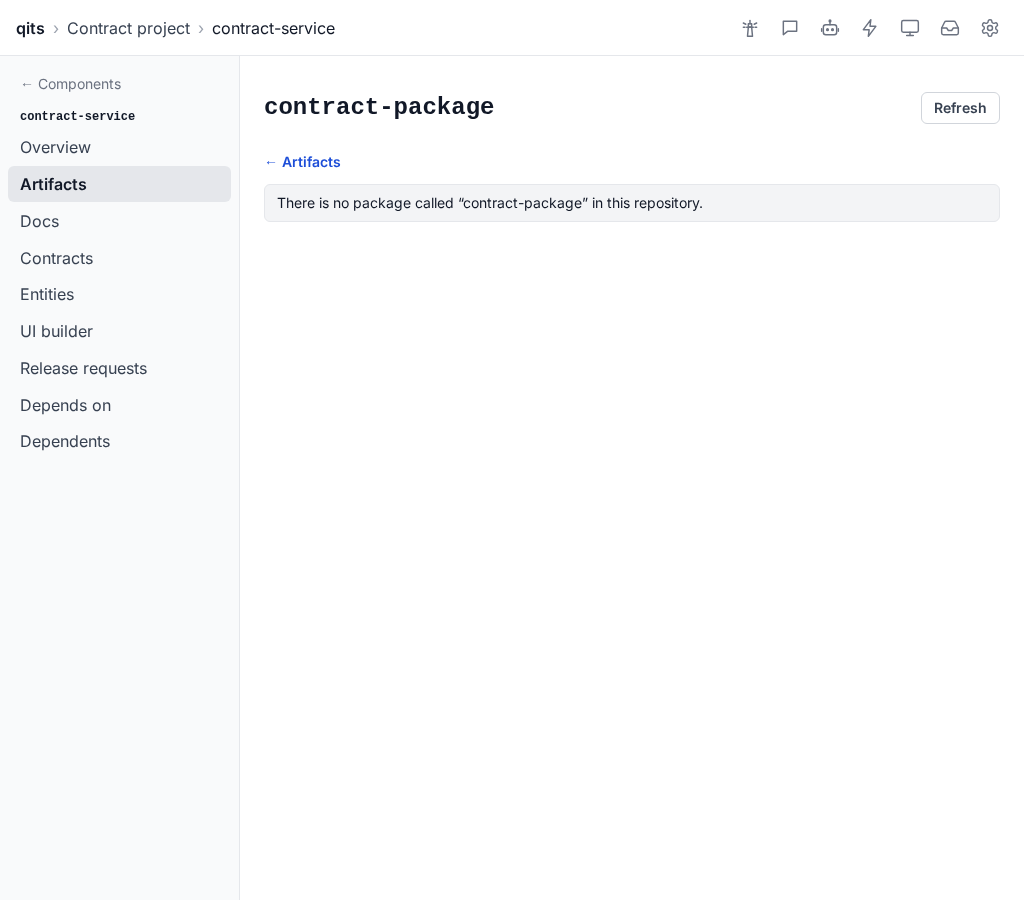 qits › Contract project › contract-service
← Components
contract-service
Overview
Artifacts
Docs
Contracts
Entities
UI builder
Release requests
Depends on
Dependents
contract-package
Refresh
← Artifacts
There is no package called “contract-package” in this repository.